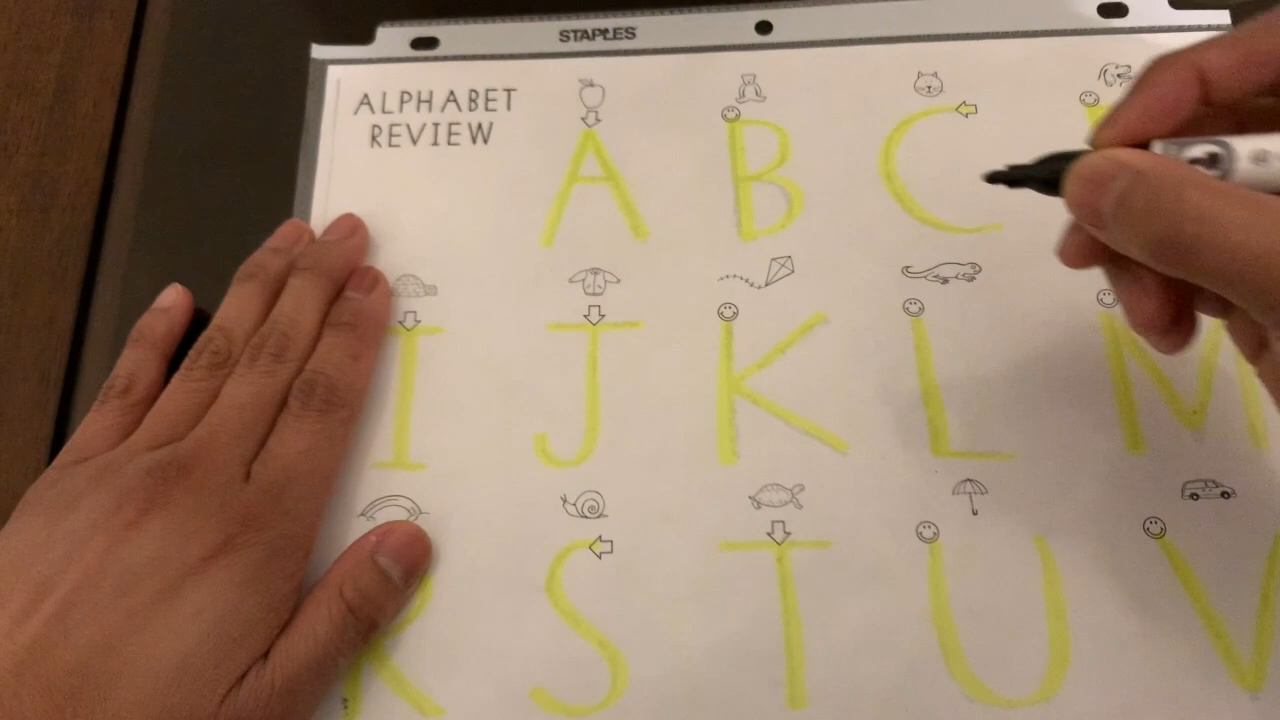 STAPLES
ALPHABET
REVIEW
A B C
I J K L M
R S T U V